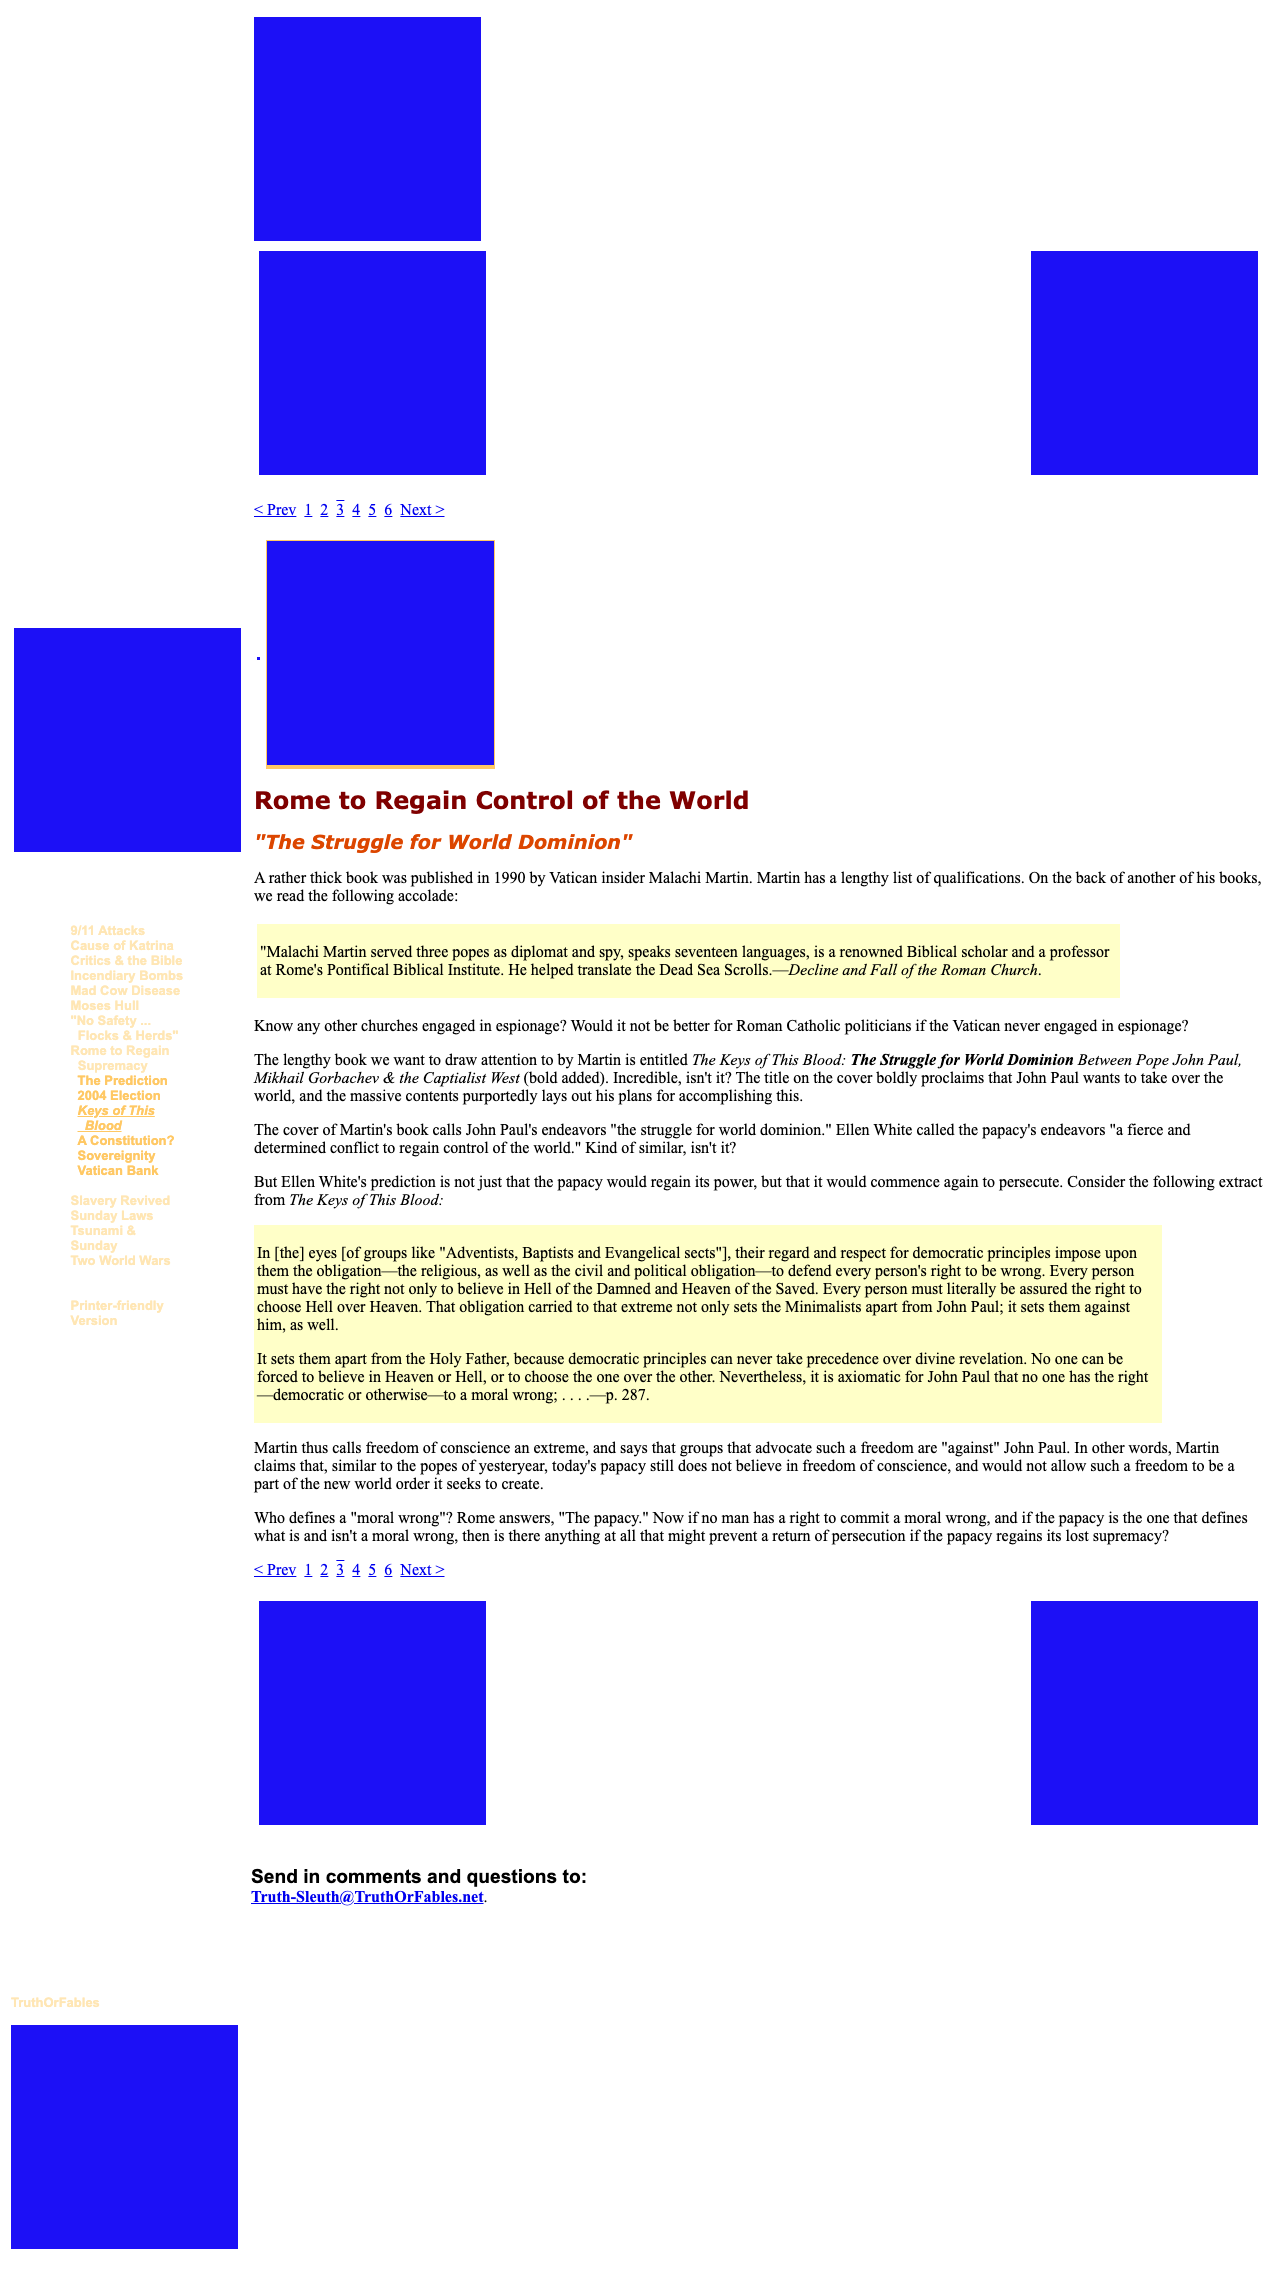 < Prev 1 2 3 4 5 6 Next >
Rome to Regain Control of the World
"The Struggle for World Dominion"
A rather thick book was published in 1990 by Vatican insider Malachi Martin. Martin has a lengthy list of qualifications. On the back of another of his books,
we read the following accolade:
"Malachi Martin served three popes as diplomat and spy, speaks seventeen languages, is a renowned Biblical scholar and a professor
at Rome's Pontifical Biblical Institute. He helped translate the Dead Sea Scrolls.—Decline and Fall of the Roman Church.
Know any other churches engaged in espionage? Would it not be better for Roman Catholic politicians if the Vatican never engaged in espionage?
The lengthy book we want to draw attention to by Martin is entitled The Keys of This Blood: The Struggle for World Dominion Between Pope John Paul,
Mikhail Gorbachev & the Captialist West (bold added). Incredible, isn't it? The title on the cover boldly proclaims that John Paul wants to take over the
world, and the massive contents purportedly lays out his plans for accomplishing this.
The cover of Martin's book calls John Paul's endeavors "the struggle for world dominion." Ellen White called the papacy's endeavors "a fierce and
determined conflict to regain control of the world." Kind of similar, isn't it?
But Ellen White's prediction is not just that the papacy would regain its power, but that it would commence again to persecute. Consider the following extract
from The Keys of This Blood:
In [the] eyes [of groups like "Adventists, Baptists and Evangelical sects"], their regard and respect for democratic principles impose upon
them the obligation—the religious, as well as the civil and political obligation—to defend every person's right to be wrong. Every person
must have the right not only to believe in Hell of the Damned and Heaven of the Saved. Every person must literally be assured the right to
choose Hell over Heaven. That obligation carried to that extreme not only sets the Minimalists apart from John Paul; it sets them against
him, as well.
It sets them apart from the Holy Father, because democratic principles can never take precedence over divine revelation. No one can be
forced to believe in Heaven or Hell, or to choose the one over the other. Nevertheless, it is axiomatic for John Paul that no one has the right
—democratic or otherwise—to a moral wrong; . . . .—p. 287.
Martin thus calls freedom of conscience an extreme, and says that groups that advocate such a freedom are "against" John Paul. In other words, Martin
claims that, similar to the popes of yesteryear, today's papacy still does not believe in freedom of conscience, and would not allow such a freedom to be a
part of the new world order it seeks to create.
Who defines a "moral wrong"? Rome answers, "The papacy." Now if no man has a right to commit a moral wrong, and if the papacy is the one that defines
what is and isn't a moral wrong, then is there anything at all that might prevent a return of persecution if the papacy regains its lost supremacy?
< Prev 1 2 3 4 5 6 Next >
9/11 Attacks
Cause of Katrina
Critics & the Bible
Incendiary Bombs
Mad Cow Disease
Moses Hull
"No Safety ...
Flocks & Herds"
Rome to Regain
Supremacy
The Prediction
2004 Election
Keys of This
Blood
A Constitution?
Sovereignity
Vatican Bank
Slavery Revived
Sunday Laws
Tsunami &
Sunday
Two World Wars
Printer-friendly
Version
Send in comments and questions to:
Truth-Sleuth@TruthOrFables.net.
TruthOrFables